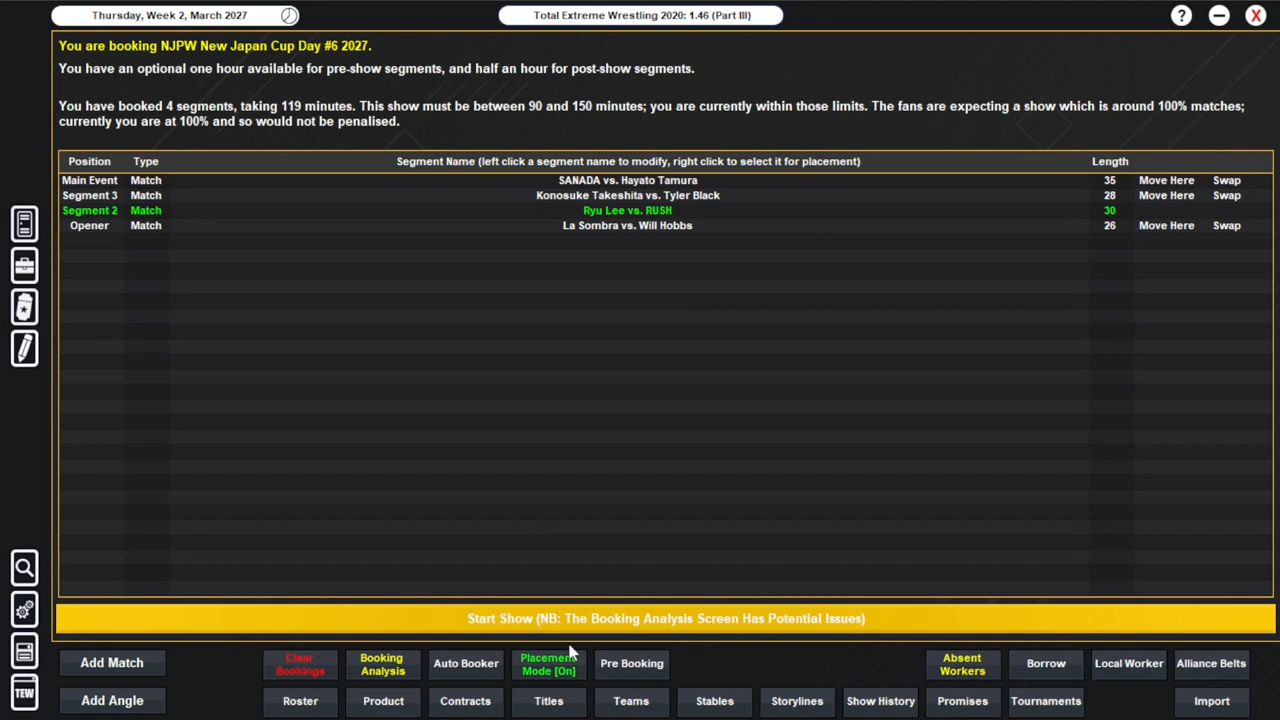 Thursday, Week 2, March 2027
Total Extreme Wrestling 2020: 1.46 (Part III)
?
X
You are booking NJPW New Japan Cup Day #6 2027.
You have an optional one hour available for pre-show segments, and half an hour for post-show segments.
You have booked 4 segments, taking 119 minutes. This show must be between 90 and 150 minutes; you are currently within those limits. The fans are expecting a show which is around 100% matches;
currently you are at 100% and so would not be penalised.
Position Type Segment Name (left click a segment name to modify, right click to select it for placement) Length
Main Event Match SANADA vs. Hayato Tamura 35 Move Here Swap
Segment 3 Match Konosuke Takeshita vs. Tyler Black 28 Move Here Swap
Segment 2 Match Ryu Lee vs. RUSH 30
Opener Match La Sombra vs. Will Hobbs 26 Move Here Swap
Start Show (NB: The Booking Analysis Screen Has Potential Issues)
Add Match
Clear
Bookings
Booking
Analysis
Auto Booker
Placement
Mode [On]
Pre Booking
Absent
Workers
Borrow
Local Worker
Alliance Belts
TEW
Add Angle
Roster
Product
Contracts
Titles
Teams
Stables
Storylines
Show History
Promises
Tournaments
Import